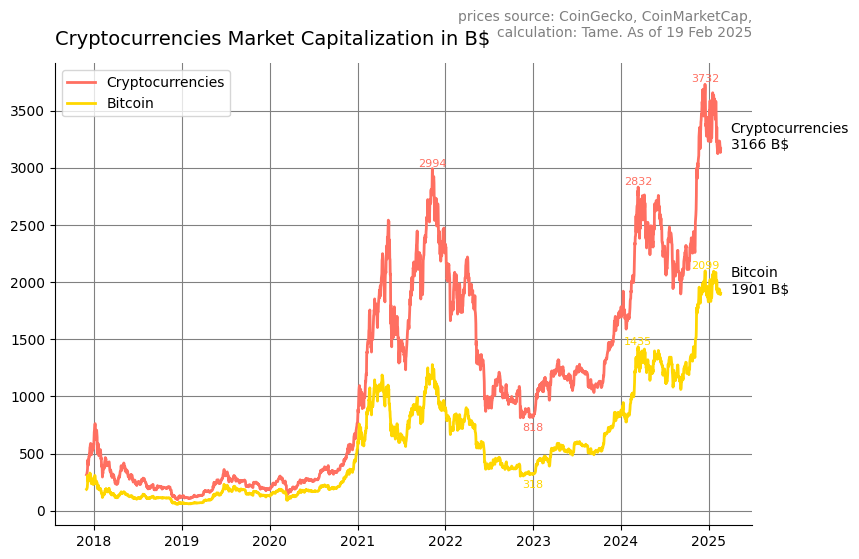 prices source: CoinGecko, CoinMarketCap,
calculation: Tame. As of 19 Feb 2025
Cryptocurrencies Market Capitalization in B$
Cryptocurrencies
Bitcoin
3732
3500
Cryptocurrencies
3166 B$
2994
3000
2832
2500
2099
Bitcoin
1901 B$
2000
1500
1435
1000
818
500
318
0
2018 2019 2020 2021 2022 2023 2024 2025